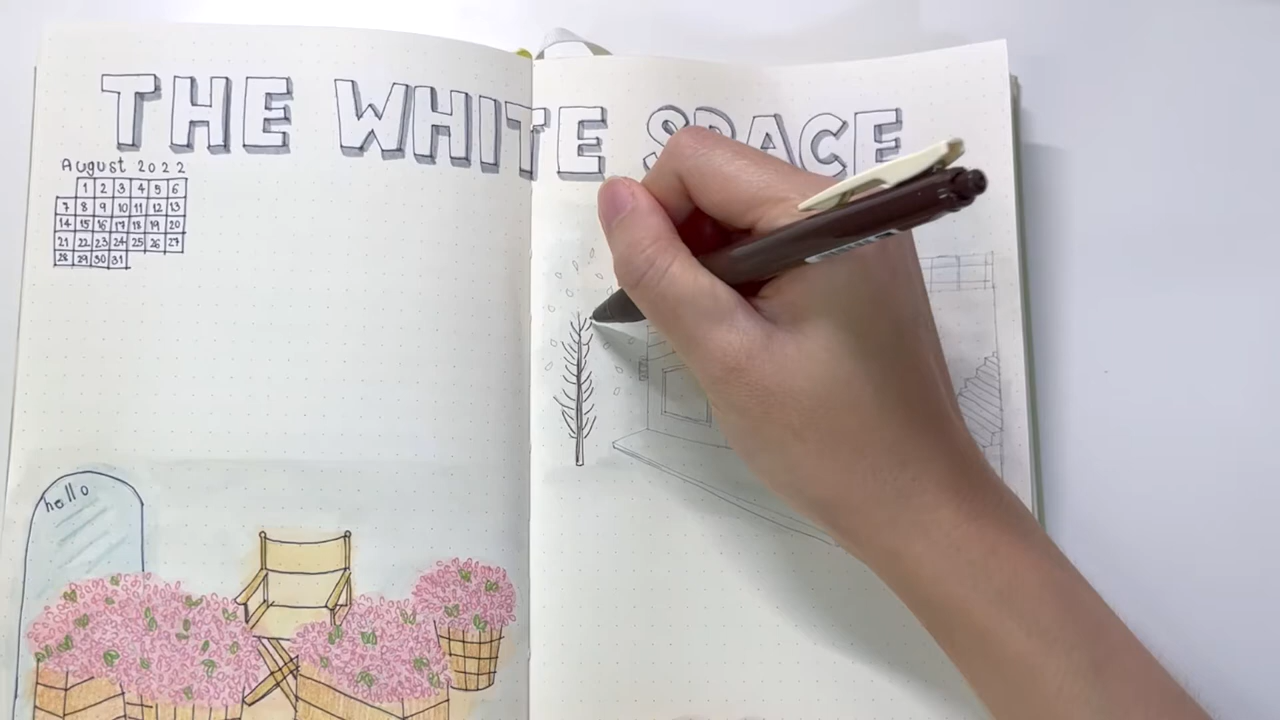 THE WHITE SPACE
August 2022
1 2 3 4 5 6
7 8 9 10 11 12 13
14 15 16 17 18 19 20
21 22 23 24 25 26 27
28 29 30 31
hello